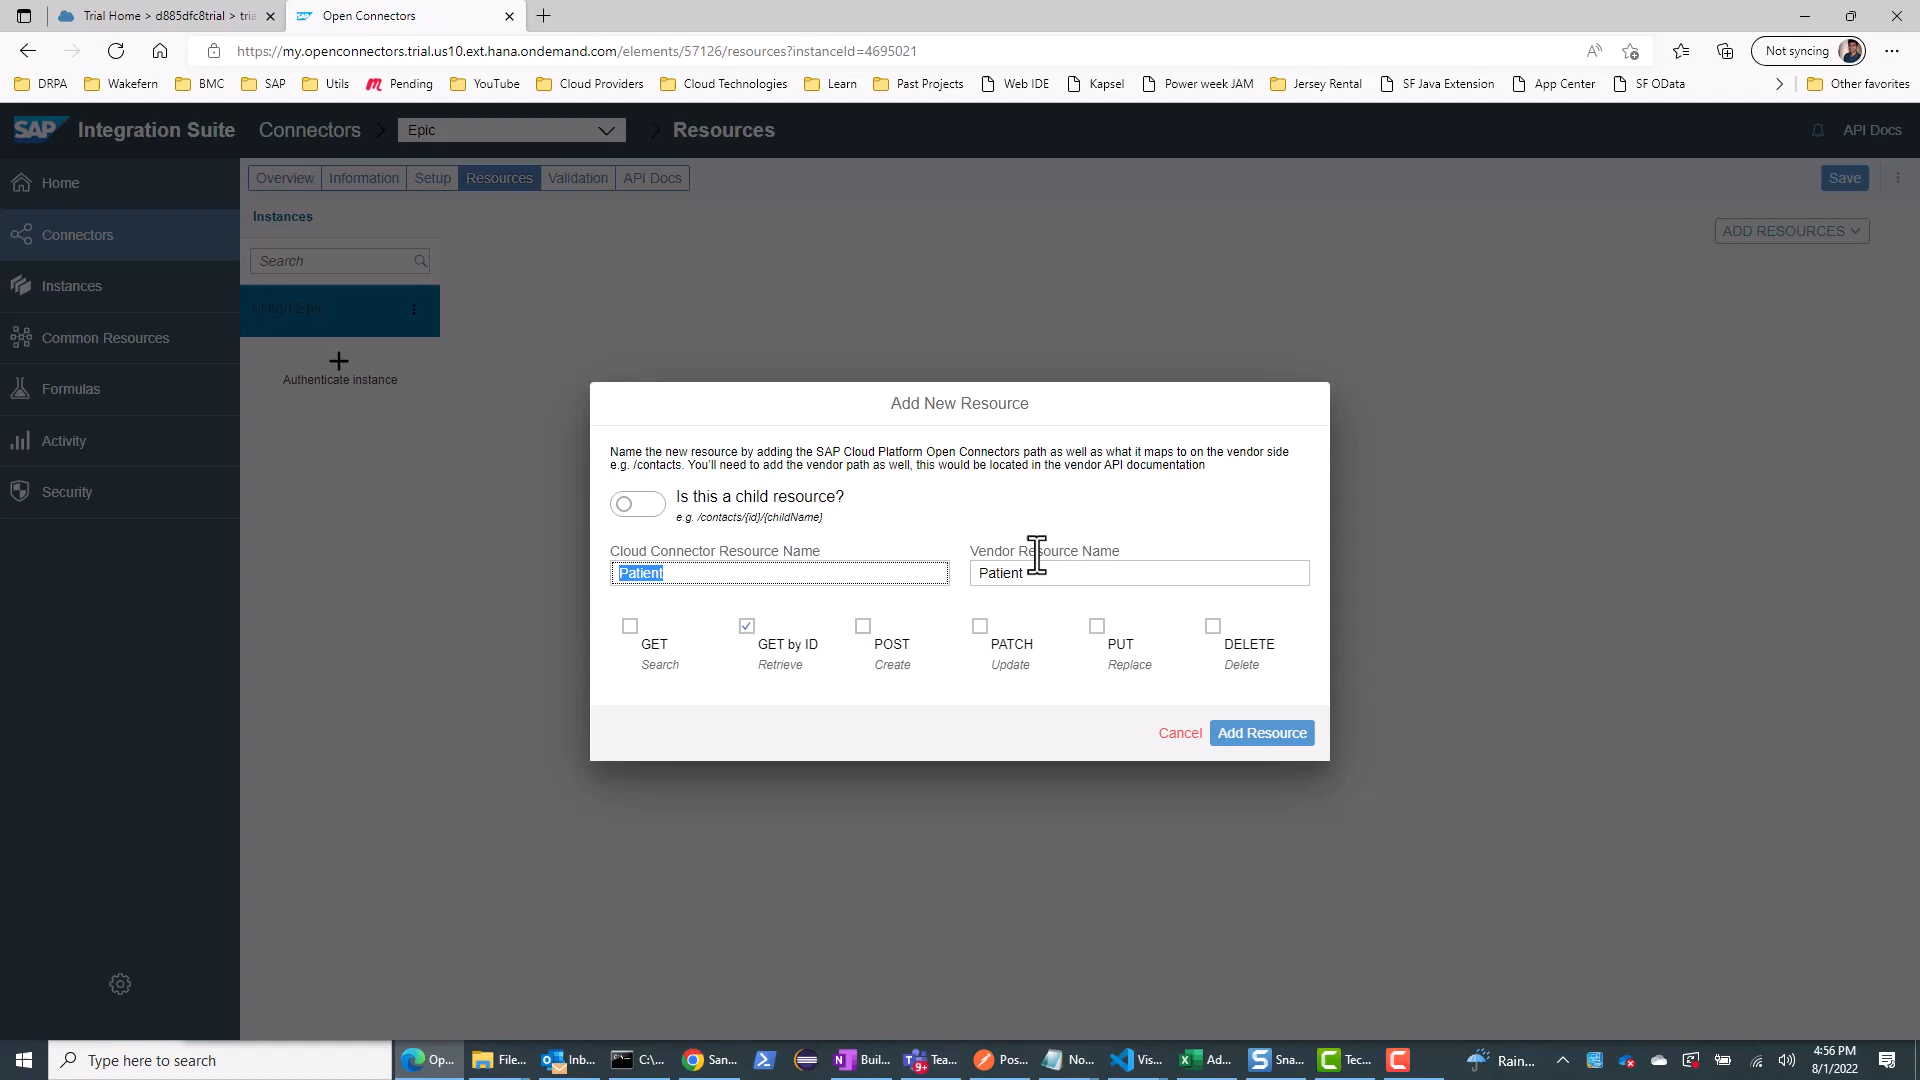 Trial Home > d885dfc8trial > tria
Open Connectors
https://my.openconnectors.trial.us10.ext.hana.ondemand.com/elements/57126/resources?instanceId=4695021
Not syncing
DRPA
Wakefern
BMC
SAP
Utils
Pending
YouTube
Cloud Providers
Cloud Technologies
Learn
Past Projects
Web IDE
Kapsel
Power week JAM
Jersey Rental
SF Java Extension
App Center
SF OData
Other favorites
SAP Integration Suite
Connectors
Epic
Resources
API Docs
Home
Connectors
Instances
Common Resources
Formulas
Activity
Security
Overview
Information
Setup
Resources
Validation
API Docs
Save
Instances
Search
ADD RESOURCES
Epic
Authenticate instance
Add New Resource
Name the new resource by adding the SAP Cloud Platform Open Connectors path as well as what it maps to on the vendor side
e.g. /contacts. You'll need to add the vendor path as well, this would be located in the vendor API documentation
Is this a child resource?
e.g. /contacts/{id}/{childName}
Cloud Connector Resource Name
Vendor Resource Name
Patient
Patient
GET
Search
GET by ID
Retrieve
POST
Create
PATCH
Update
PUT
Replace
DELETE
Delete
Cancel
Add Resource
Type here to search
Op...
File...
Inb...
C:\...
San...
Buil...
9+
Tea...
Pos...
No...
Vis...
Ad...
Sna...
Tec...
Rain...
4:56 PM
8/1/2022